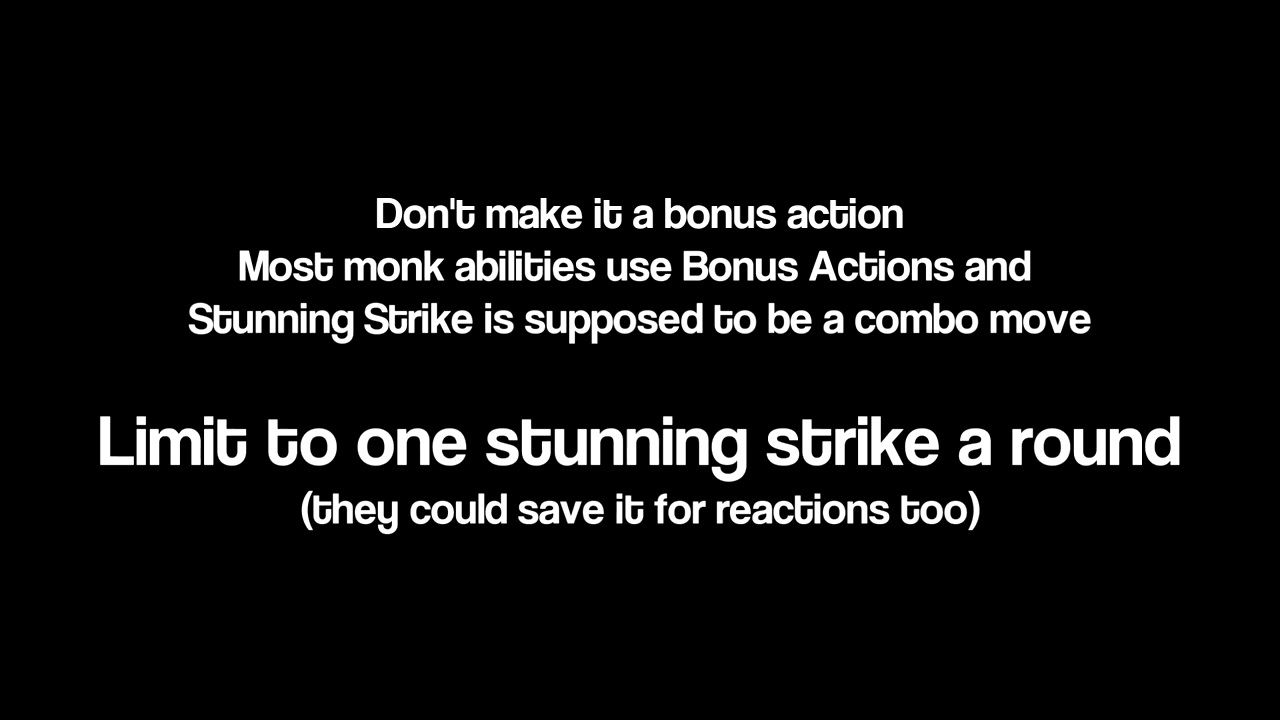 Don't make it a bonus action
Most monk abilities use Bonus Actions and
Stunning Strike is supposed to be a combo move
Limit to one stunning strike a round
(they could save it for reactions too)